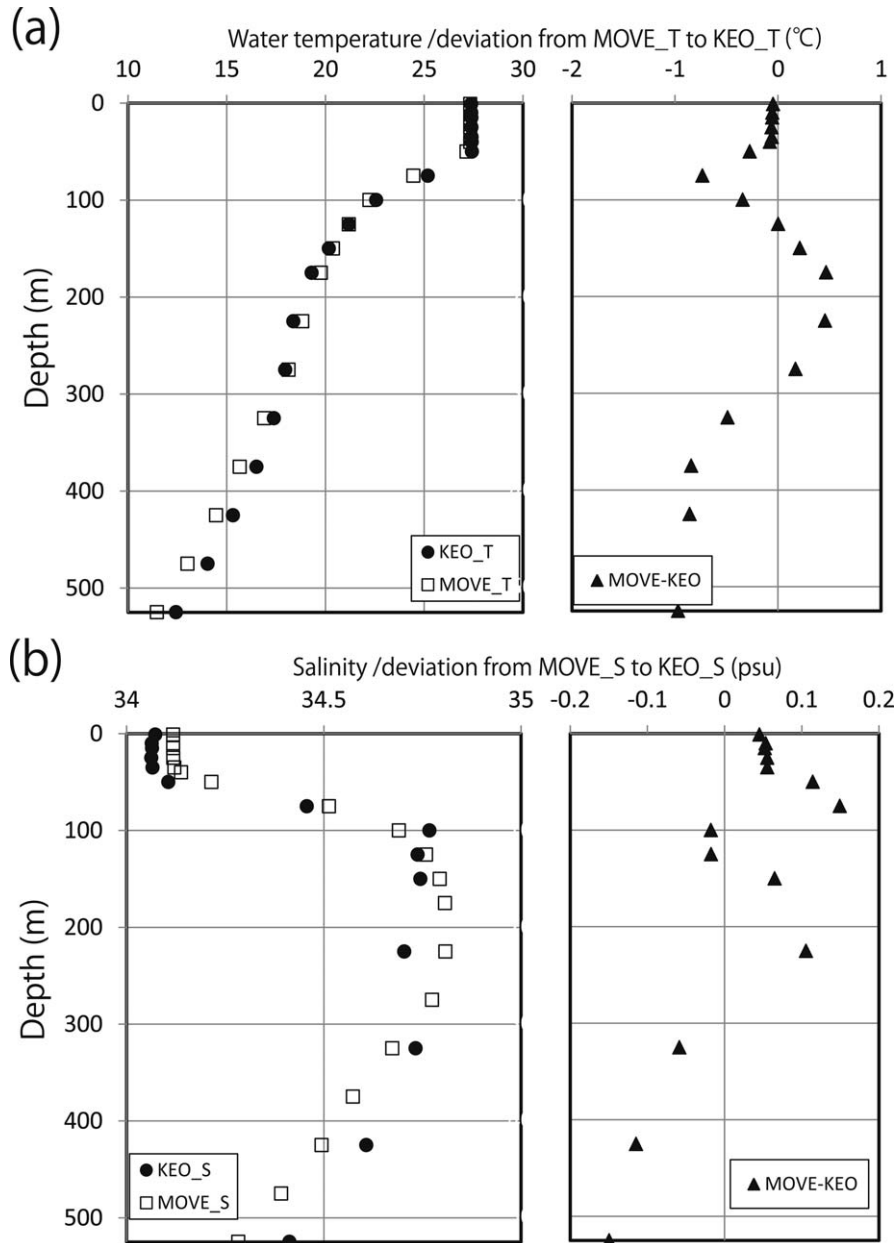 (a)
Water temperature /deviation from MOVE_T to KEO_T (℃)
10 15 20 25 30 -2 -1 0 1
0
100
200
300
400
500
Depth (m)
KEO_T
MOVE_T
MOVE-KEO
(b)
Salinity /deviation from MOVE_S to KEO_S (psu)
34 34.5 35 -0.2 -0.1 0 0.1 0.2
0
100
200
300
400
500
Depth (m)
KEO_S
MOVE_S
MOVE-KEO